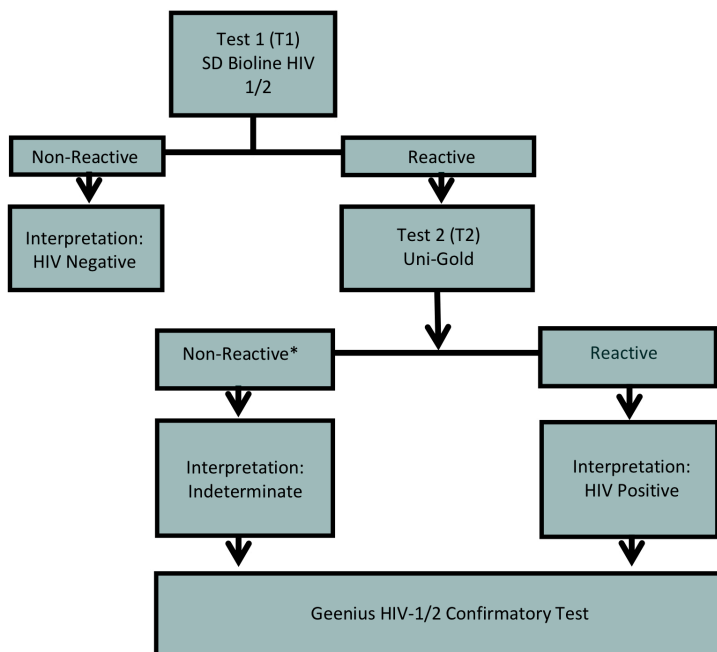 Test 1 (T1)
SD Bioline HIV
1/2
Non-Reactive
Reactive
Interpretation:
HIV Negative
Test 2 (T2)
Uni-Gold
Non-Reactive*
Reactive
Interpretation:
Indeterminate
Interpretation:
HIV Positive
Geenius HIV-1/2 Confirmatory Test